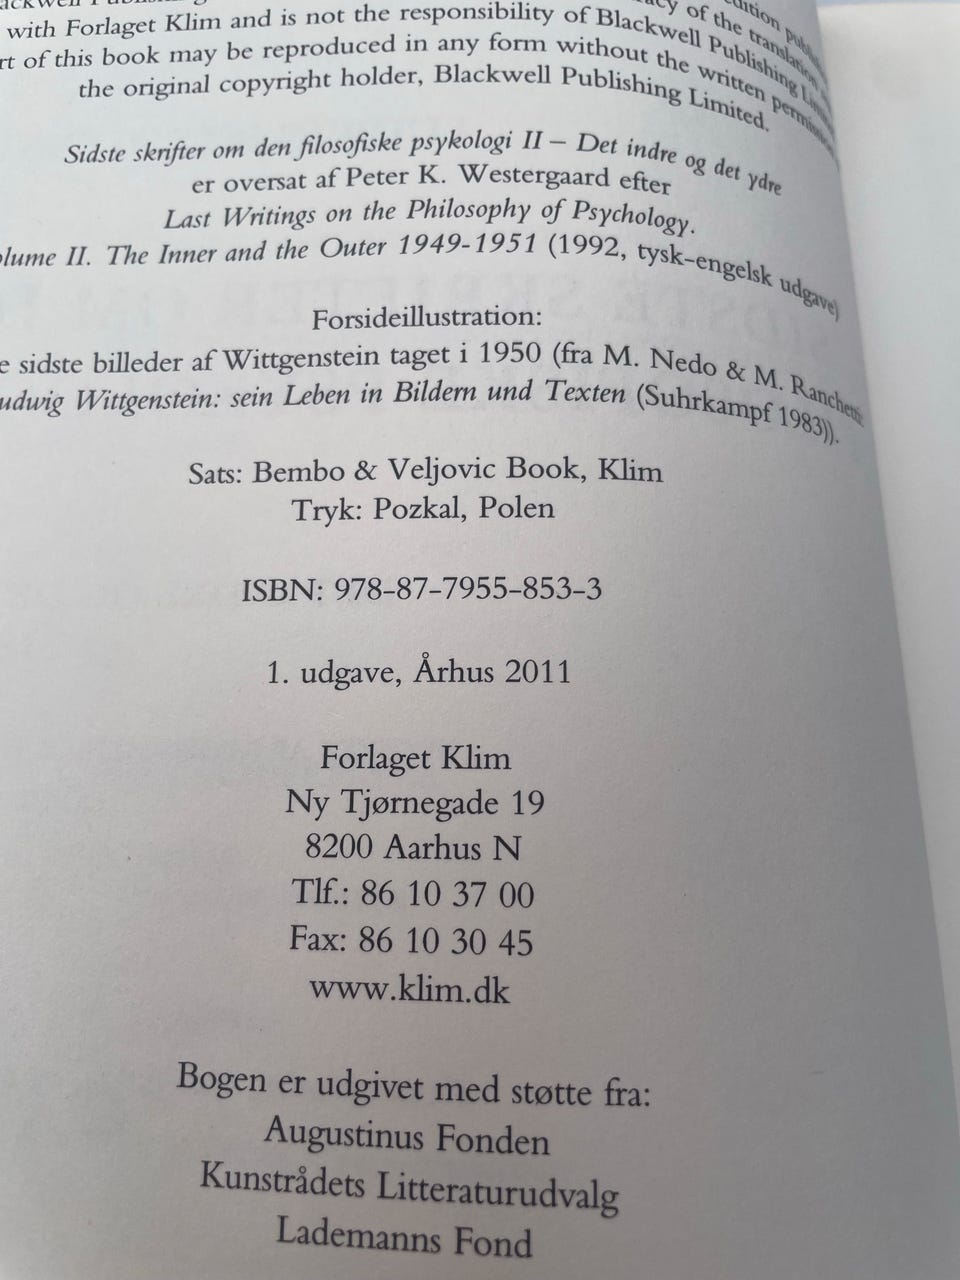 with Forlaget Klim and is not the responsibility of Blackwell Publishing
of this book may be reproduced in any form without the written permission
the original copyright holder, Blackwell Publishing Limited.
Sidste skrifter om den filosofiske psykologi II – Det indre og det ydre
er oversat af Peter K. Westergaard efter
Last Writings on the Philosophy of Psychology.
II. The Inner and the Outer 1949-1951 (1992, tysk-engelsk udgave)
Forsideillustration:
sidste billeder af Wittgenstein taget i 1950 (fra M. Nedo & M. Ranchetti:
Wittgenstein: sein Leben in Bildern und Texten (Suhrkampf 1983)).
Sats: Bembo & Veljovic Book, Klim
Tryk: Pozkal, Polen
ISBN: 978-87-7955-853-3
1. udgave, Århus 2011
Forlaget Klim
Ny Tjørnegade 19
8200 Aarhus N
Tlf.: 86 10 37 00
Fax: 86 10 30 45
www.klim.dk
Bogen er udgivet med støtte fra:
Augustinus Fonden
Kunstrådets Litteraturudvalg
Lademanns Fond